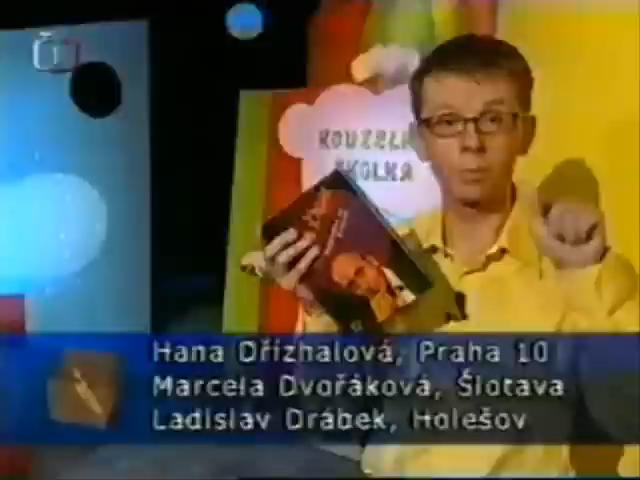 KOUZELN
ŠKOLKA
Hana Dřízhalová, Praha 10
Marcela Dvořáková, Šlotava
Ladislav Drábek, Holešov